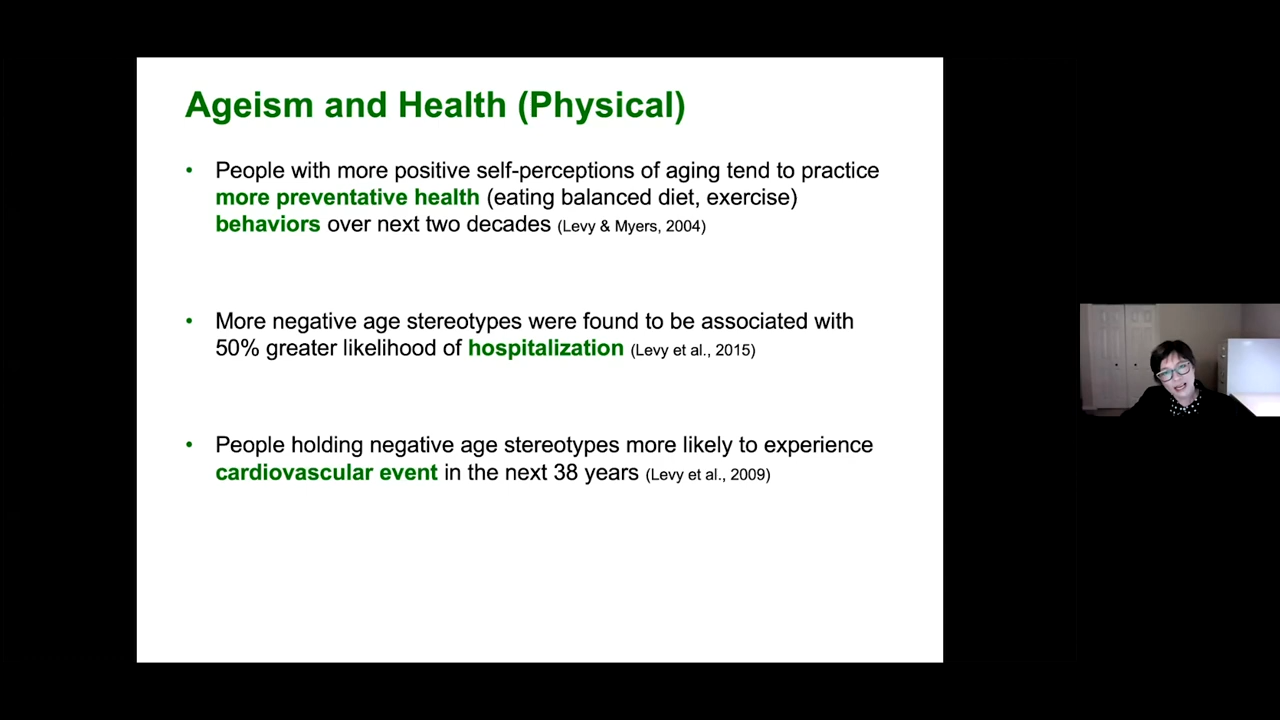 Ageism and Health (Physical)
• People with more positive self-perceptions of aging tend to practice
more preventative health (eating balanced diet, exercise)
behaviors over next two decades (Levy & Myers, 2004)
• More negative age stereotypes were found to be associated with
50% greater likelihood of hospitalization (Levy et al., 2015)
• People holding negative age stereotypes more likely to experience
cardiovascular event in the next 38 years (Levy et al., 2009)